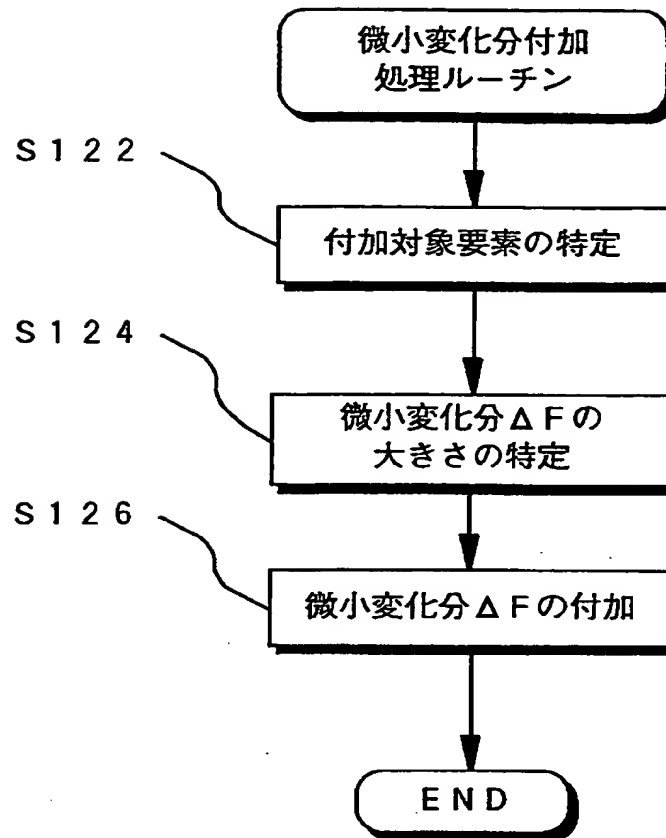 微小変化分付加
処理ルーチン
S122
付加対象要素の特定
S124
微小変化分ΔFの
大きさの特定
S126
微小変化分ΔFの付加
END